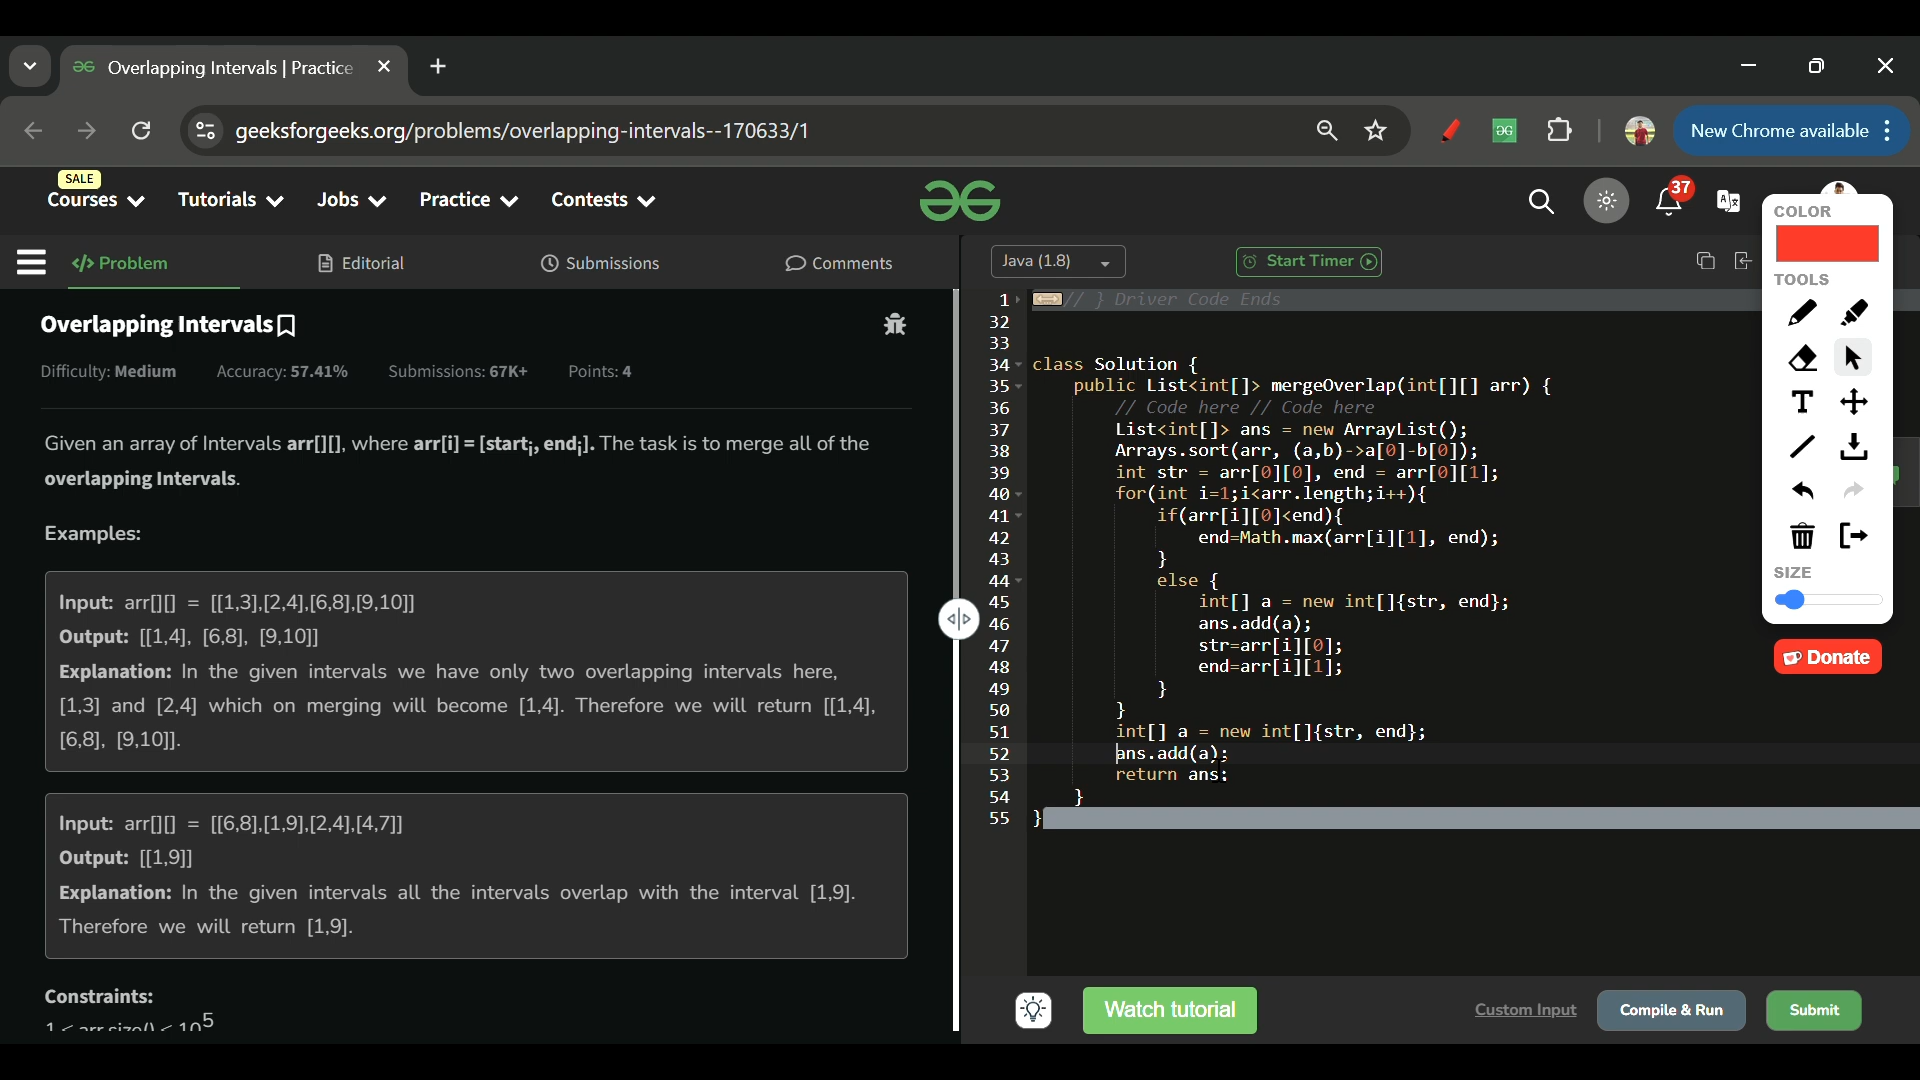 Overlapping Intervals | Practice
geeksforgeeks.org/problems/overlapping-intervals--170633/1
New Chrome available
SALE
Courses Tutorials Jobs Practice Contests
37
COLOR
TOOLS
SIZE
Donate
</> Problem Editorial Submissions Comments
Overlapping Intervals
Difficulty: Medium Accuracy: 57.41% Submissions: 67K+ Points: 4
Given an array of Intervals arr[][], where arr[i] = [starti, endi]. The task is to merge all of the
overlapping Intervals.
Examples:
Input: arr[][] = [[1,3],[2,4],[6,8],[9,10]]
Output: [[1,4], [6,8], [9,10]]
Explanation: In the given intervals we have only two overlapping intervals here,
[1,3] and [2,4] which on merging will become [1,4]. Therefore we will return [[1,4],
[6,8], [9,10]].
Input: arr[][] = [[6,8],[1,9],[2,4],[4,7]]
Output: [[1,9]]
Explanation: In the given intervals all the intervals overlap with the interval [1,9].
Therefore we will return [1,9].
Constraints:
Java (1.8) Start Timer
1 // } Driver Code Ends
32
33
34 class Solution {
35 public List<int[]> mergeOverlap(int[][] arr) {
36 // Code here // Code here
37 List<int[]> ans = new ArrayList();
38 Arrays.sort(arr, (a,b)->a[0]-b[0]);
39 int str = arr[0][0], end = arr[0][1];
40 for(int i=1;i<arr.length;i++){
41 if(arr[i][0]<end){
42 end=Math.max(arr[i][1], end);
43 }
44 else {
45 int[] a = new int[]{str, end};
46 ans.add(a);
47 str=arr[i][0];
48 end=arr[i][1];
49 }
50 }
51 int[] a = new int[]{str, end};
52 ans.add(a);
53 return ans;
54 }
55 }
Watch tutorial Custom Input Compile & Run Submit